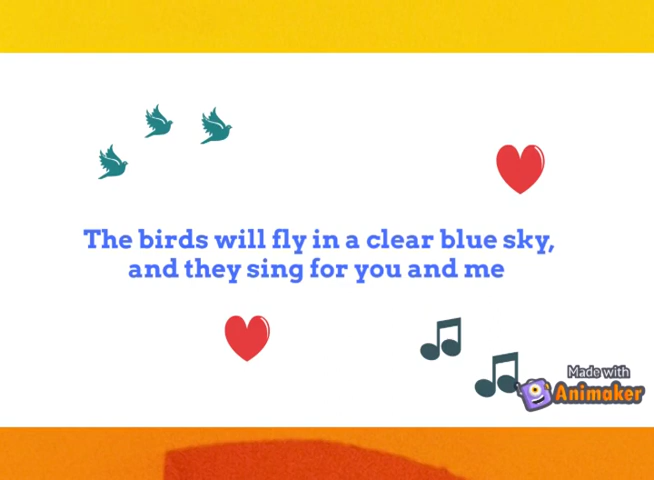 The birds will fly in a clear blue sky,
and they sing for you and me
Made with
Animaker